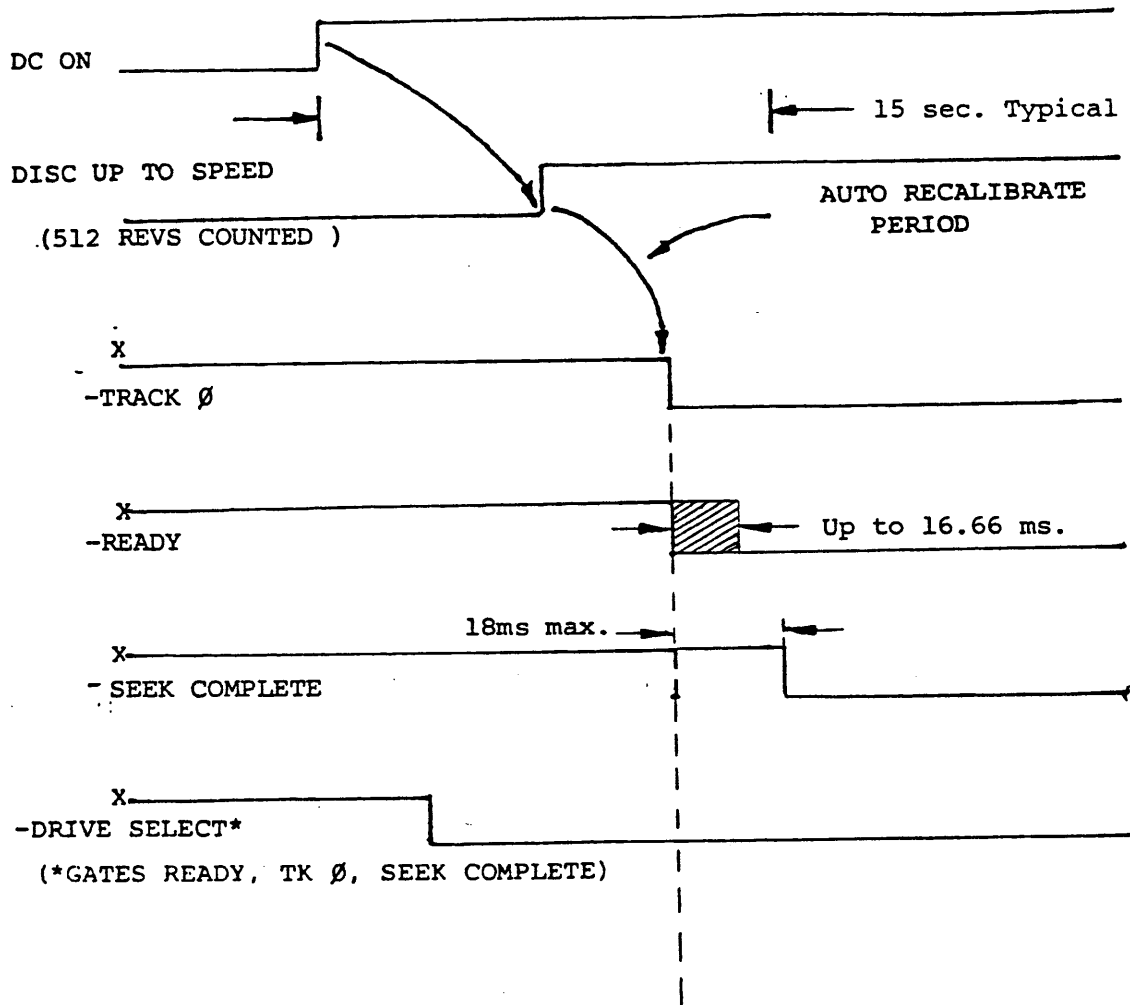 DC ON
15 sec. Typical
DISC UP TO SPEED
(512 REVS COUNTED )
AUTO RECALIBRATE
PERIOD
X
-TRACK Ø
X
-READY
Up to 16.66 ms.
18ms max.
X
- SEEK COMPLETE
X
-DRIVE SELECT*
(*GATES READY, TK Ø, SEEK COMPLETE)